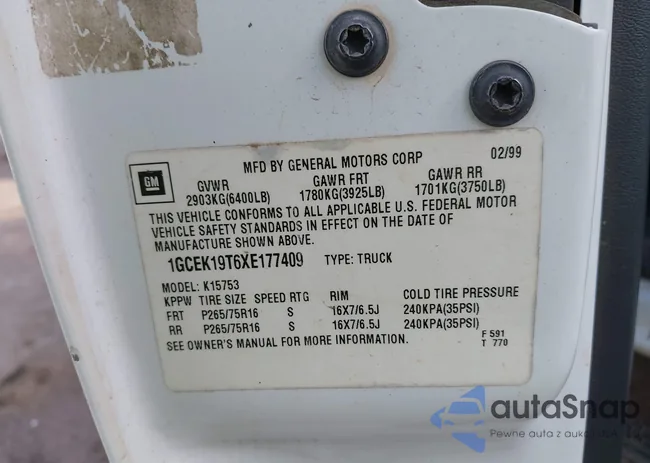 MFD BY GENERAL MOTORS CORP 02/99
GM
GVWR GAWR FRT GAWR RR
2903KG(6400LB) 1780KG(3925LB) 1701KG(3750LB)
THIS VEHICLE CONFORMS TO ALL APPLICABLE U.S. FEDERAL MOTOR
VEHICLE SAFETY STANDARDS IN EFFECT ON THE DATE OF
MANUFACTURE SHOWN ABOVE.
1GCEK19T6XE177409 TYPE: TRUCK
MODEL: K15753
KPPW TIRE SIZE SPEED RTG RIM COLD TIRE PRESSURE
FRT P265/75R16 S 16X7/6.5J 240KPA(35PSI)
RR P265/75R16 S 16X7/6.5J 240KPA(35PSI)
SEE OWNER'S MANUAL FOR MORE INFORMATION.
F 591
T 770
autaSnap
Pewne auta z aukcji